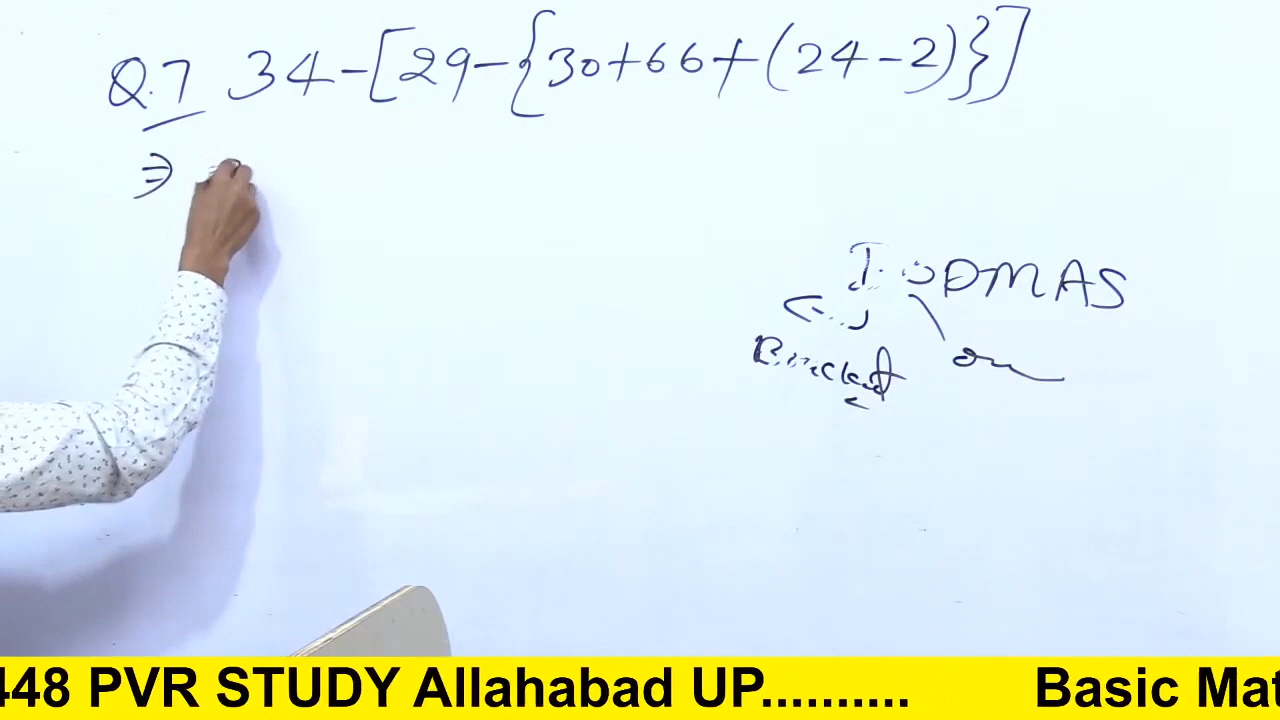 Q.7 34-[29-{30+66+(24-2)}]
⇒
ODMAS
Bracket
448 PVR STUDY Allahabad UP.......... Basic Mat